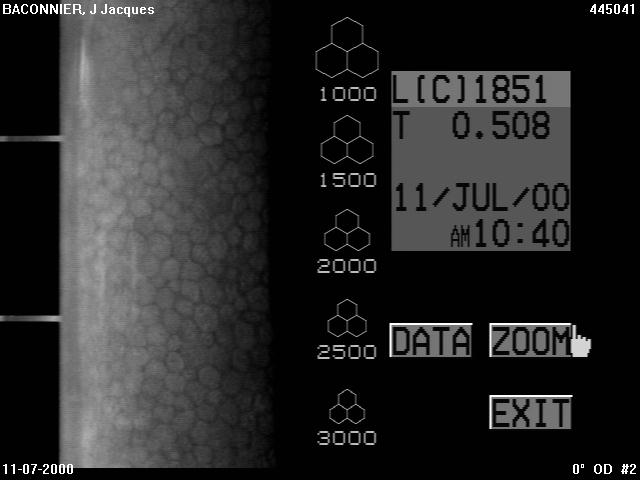 BACONNIER, J Jacques
445041
1000
1500
2000
2500
3000
L[C]1851
T 0.508
11/JUL/00
AM10:40
DATA ZOOM
EXIT
11-07-2000
0° OD #2